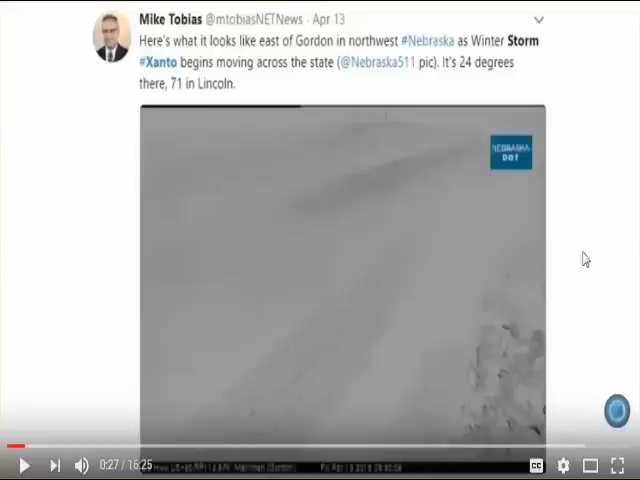 Mike Tobias @mtobiasNETNews · Apr 13
Here's what it looks like east of Gordon in northwest #Nebraska as Winter Storm
#Xanto begins moving across the state (@Nebraska511 pic). It's 24 degrees
there, 71 in Lincoln.
NEBRASKA
DOT
0:27 / 16:25
CC